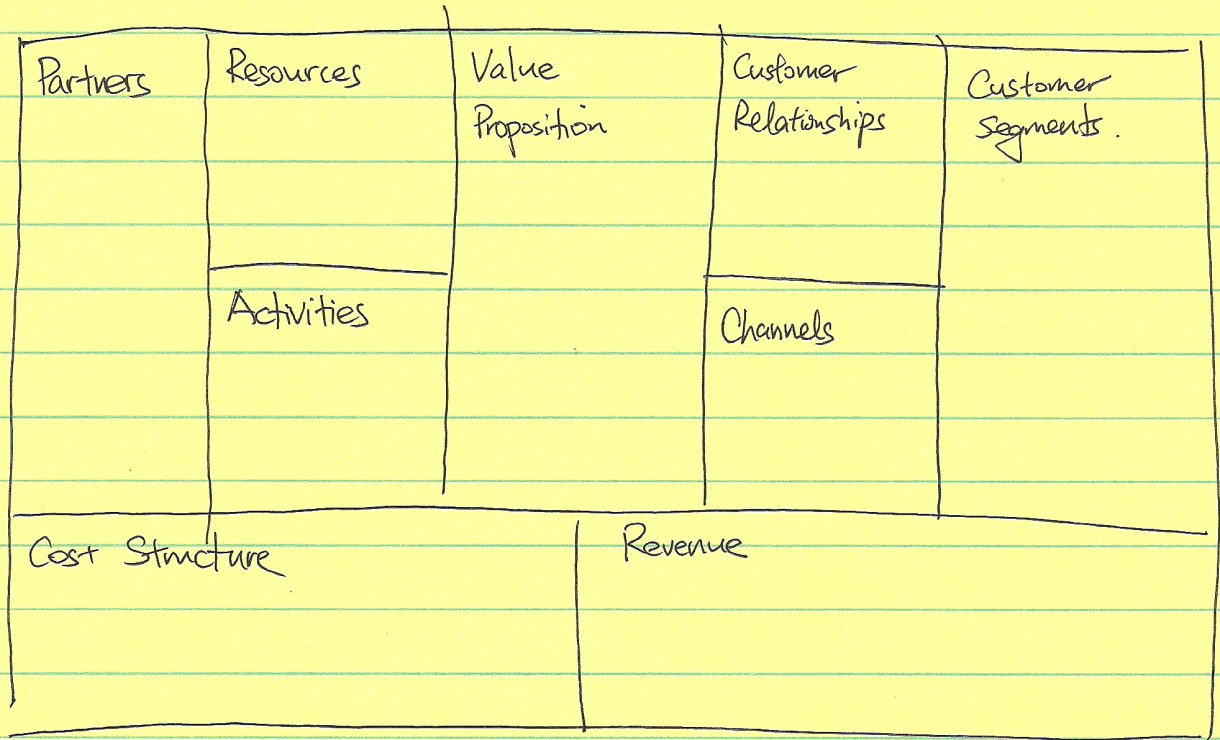 Partners
Resources
Activities
Value
Proposition
Customer
Relationships
Channels
Customer
Segments.
Cost Structure
Revenue